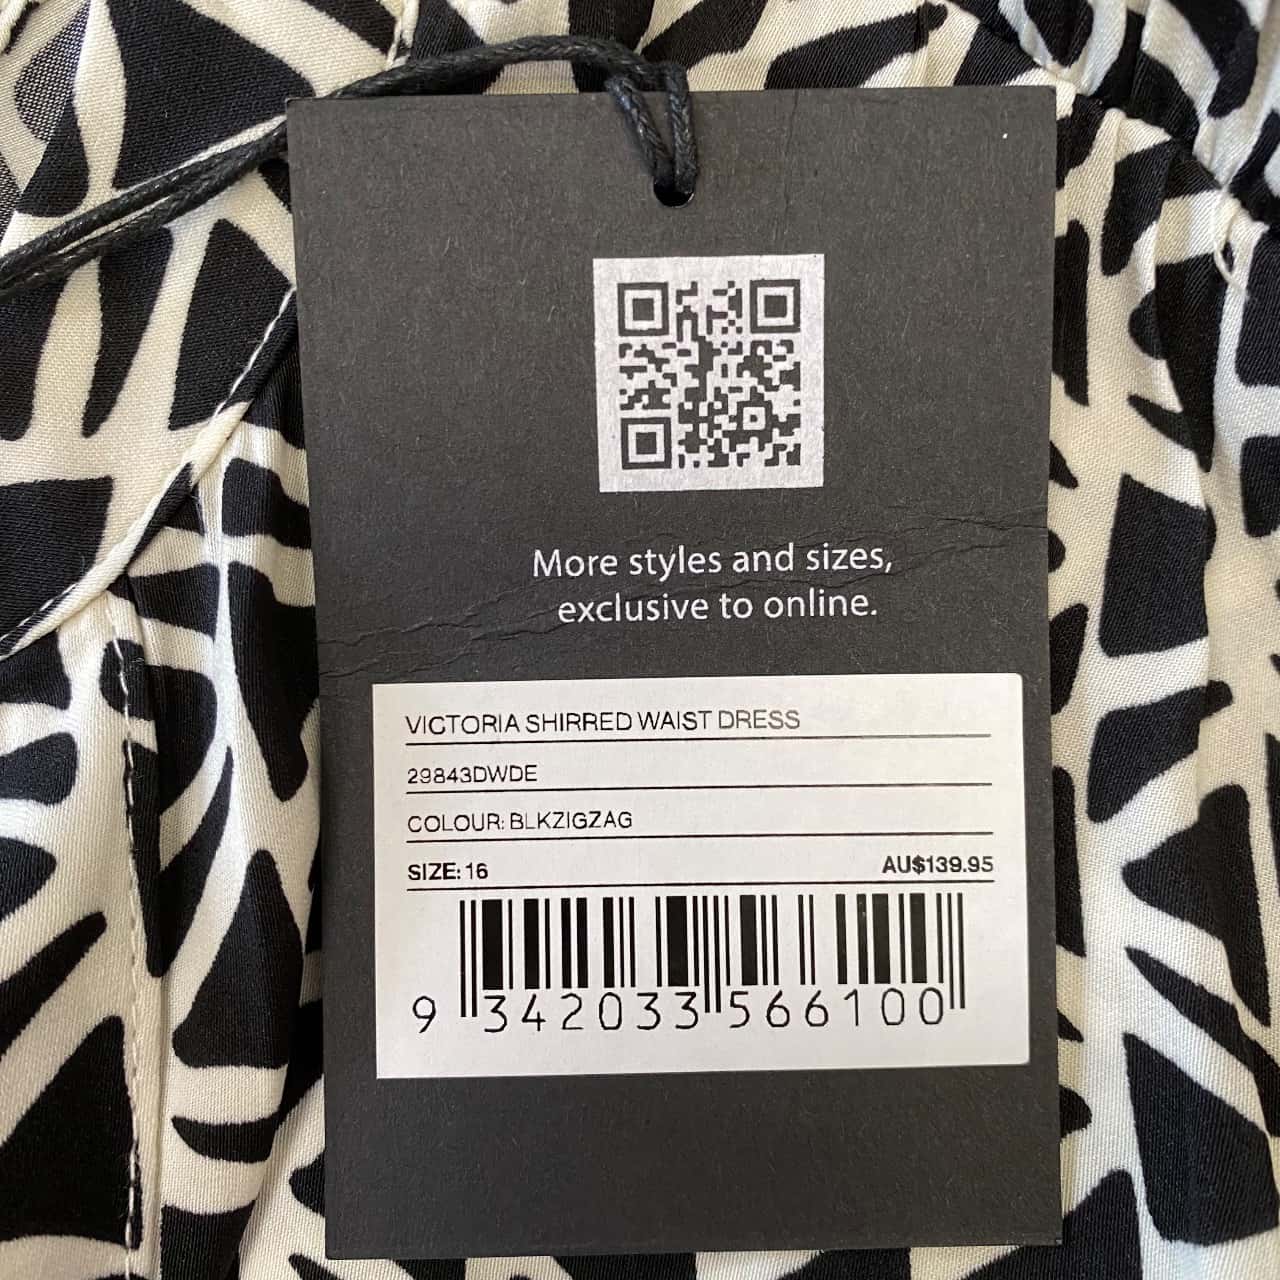 More styles and sizes,
exclusive to online.
VICTORIA SHIRRED WAIST DRESS
29843DWDE
COLOUR: BLKZIGZAG
SIZE: 16 AU$139.95
9 342033 566100